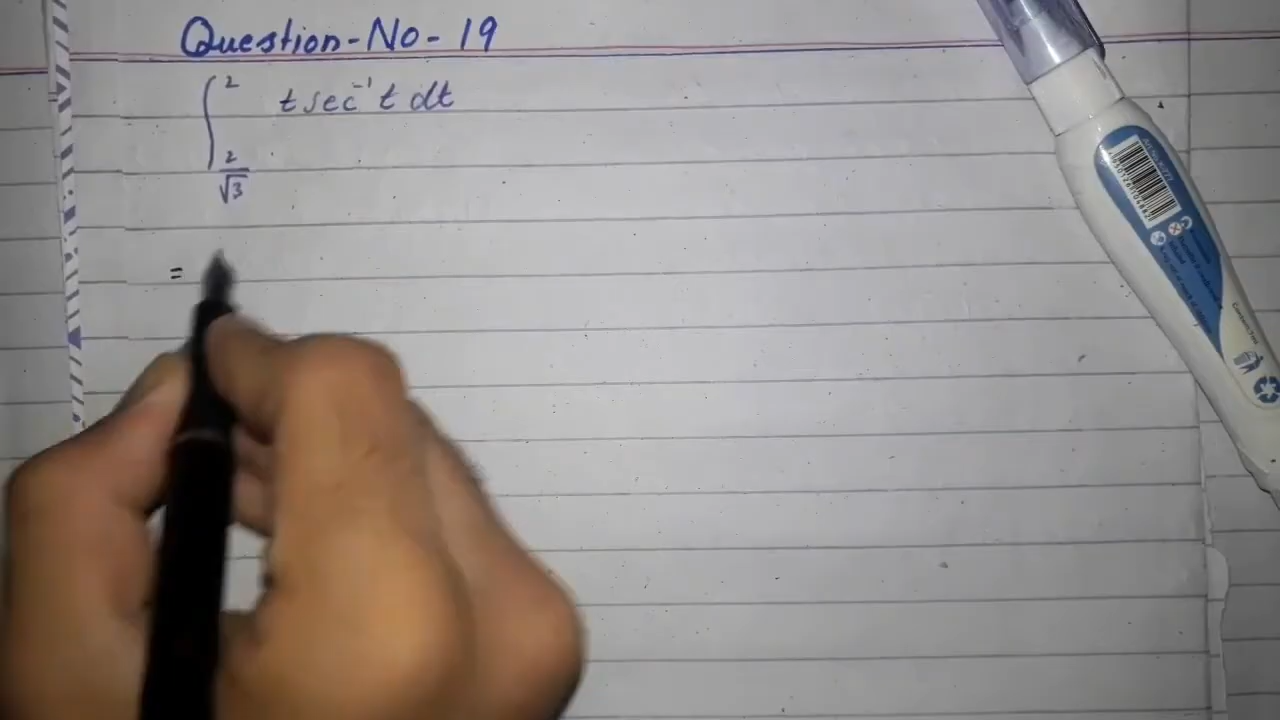 Question-No-19
∫_{2/√3}^{2} t sec⁻¹ t dt
=